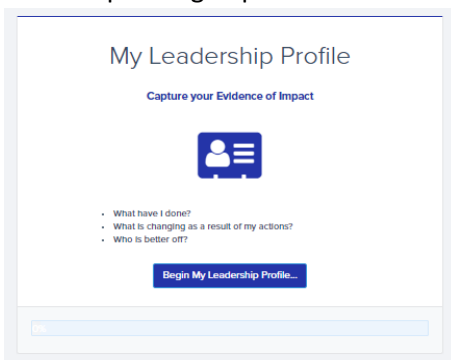 My Leadership Profile
Capture your Evidence of Impact
What have I done?
What is changing as a result of my actions?
Who is better off?
Begin My Leadership Profile...
0%